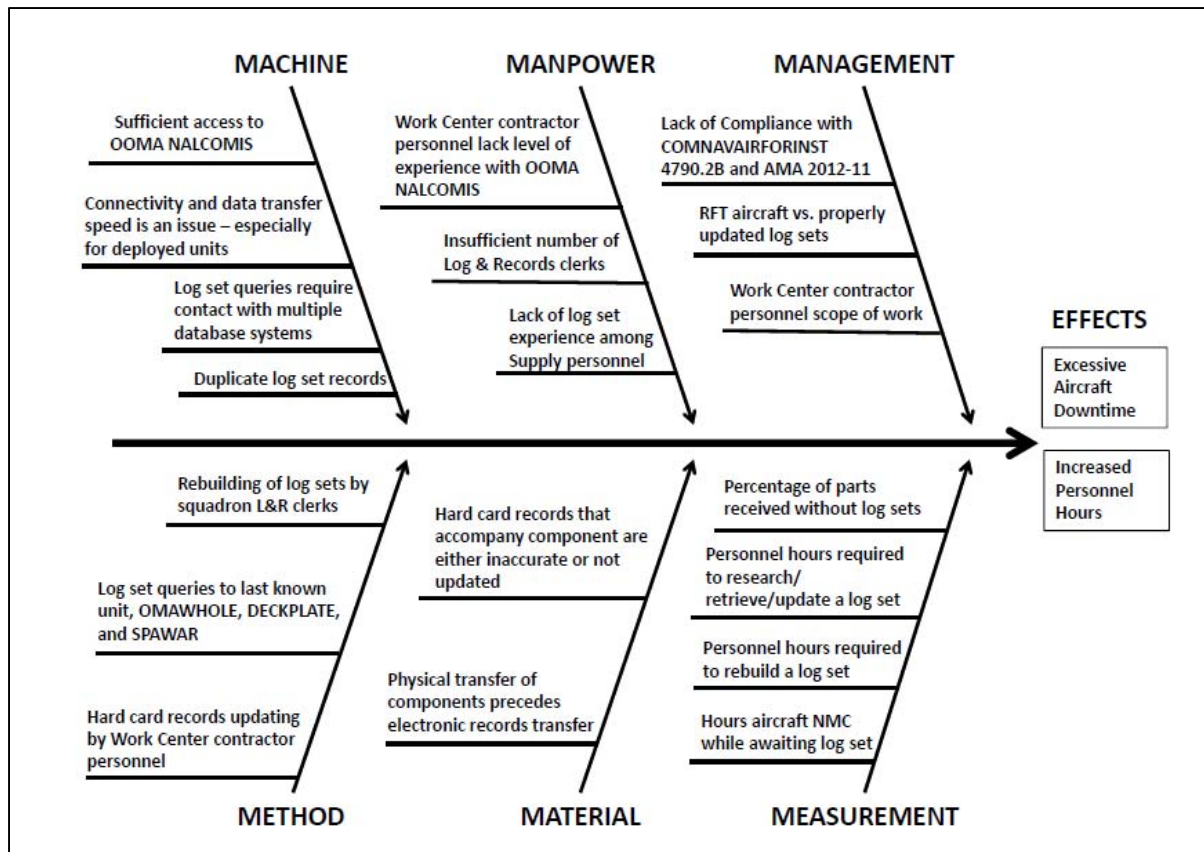 MACHINE
Sufficient access to
OOMA NALCOMIS
Connectivity and data transfer
speed is an issue – especially
for deployed units
Log set queries require
contact with multiple
database systems
Duplicate log set records
MANPOWER
Work Center contractor
personnel lack level of
experience with OOMA
NALCOMIS
Insufficient number of
Log & Records clerks
Lack of log set
experience among
Supply personnel
MANAGEMENT
Lack of Compliance with
COMNAVAIRFORINST
4790.2B and AMA 2012-11
RFT aircraft vs. properly
updated log sets
Work Center contractor
personnel scope of work
EFFECTS
Excessive
Aircraft
Downtime
Increased
Personnel
Hours
Rebuilding of log sets by
squadron L&R clerks
Log set queries to last known
unit, OMAWHOLE, DECKPLATE,
and SPAWAR
Hard card records updating
by Work Center contractor
personnel
METHOD
Hard card records that
accompany component are
either inaccurate or not
updated
Physical transfer of
components precedes
electronic records transfer
MATERIAL
Percentage of parts
received without log sets
Personnel hours required
to research/
retrieve/update a log set
Personnel hours required
to rebuild a log set
Hours aircraft NMC
while awaiting log set
MEASUREMENT